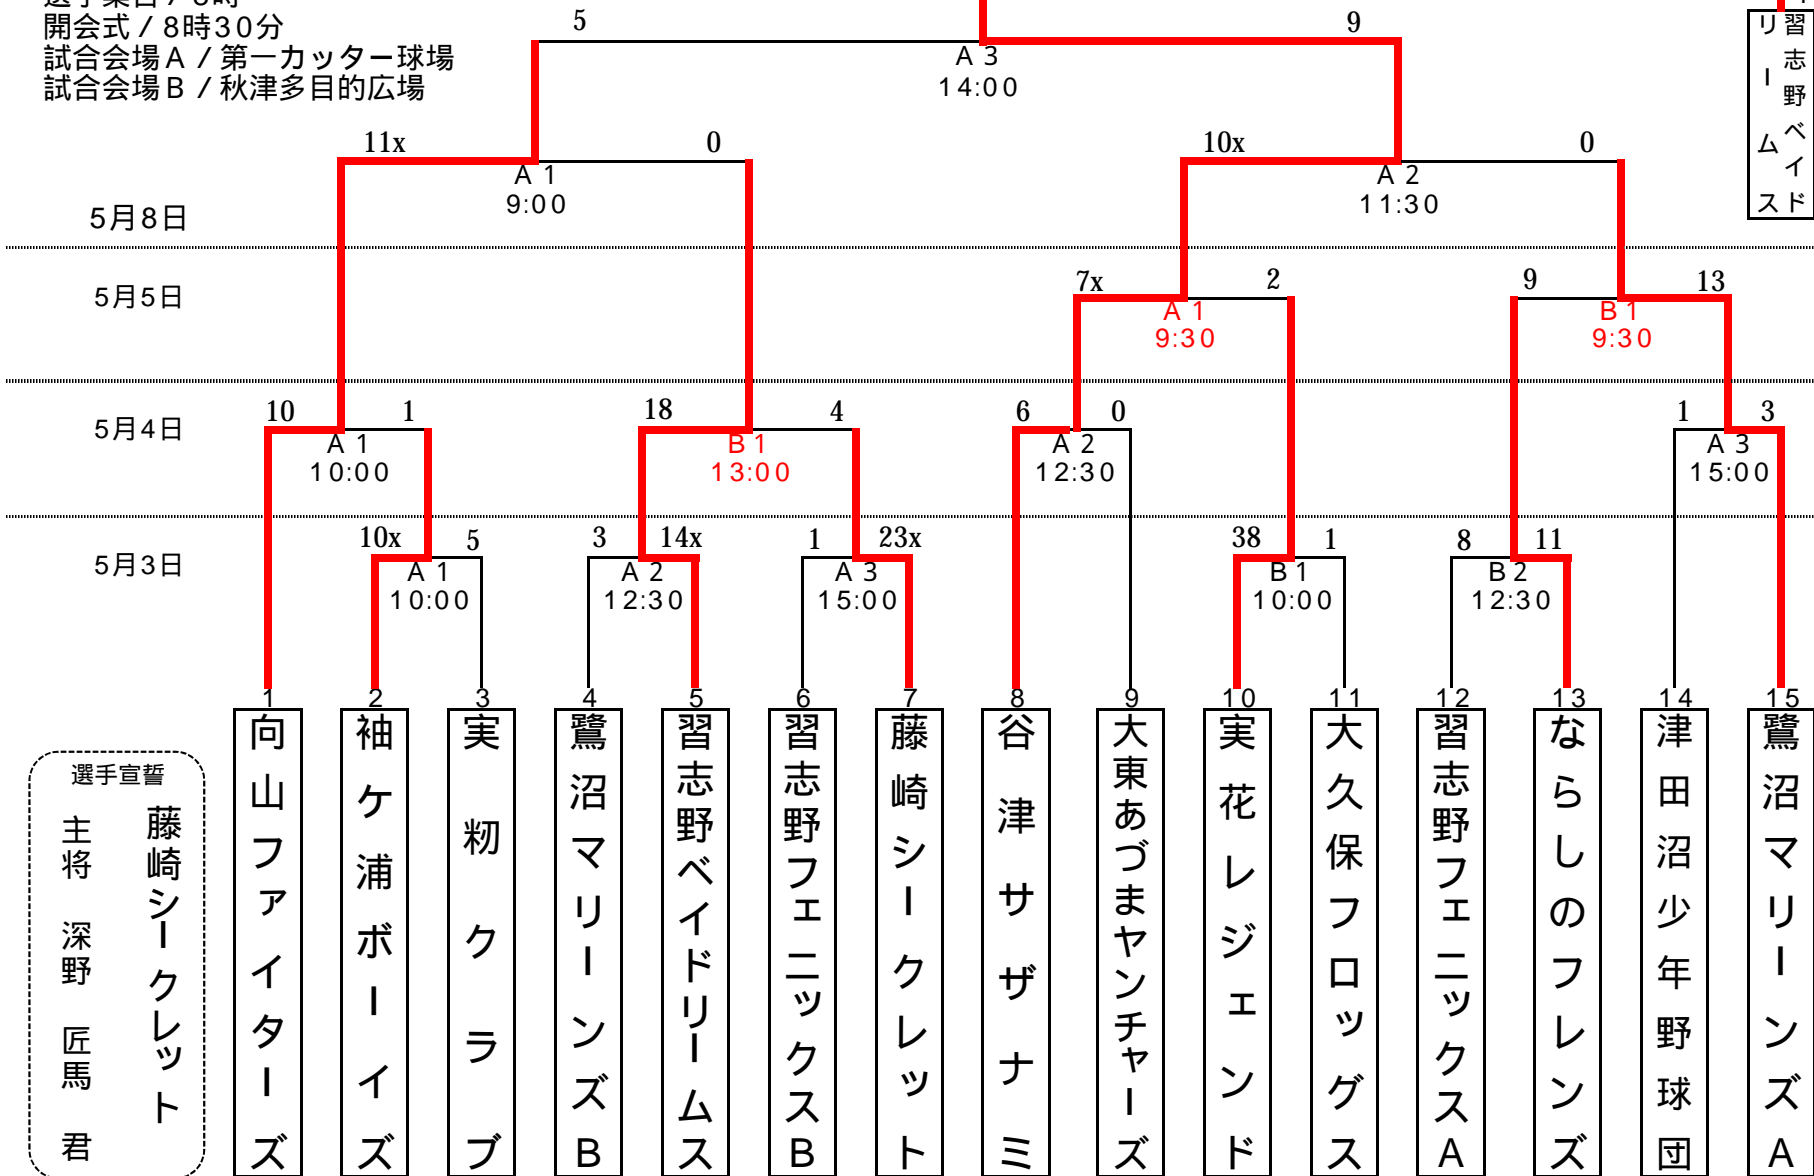 開会式 / 8時30分
試合会場A / 第一カッター球場
試合会場B / 秋津多目的広場
5
9
A 3
14:00
習志野ベイド
リームス
11x
0
A 1
9:00
10x
0
A 2
11:30
5月8日
5月5日
7x
2
A 1
9:30
9
13
B 1
9:30
5月4日
10
1
A 1
10:00
18
4
B 1
13:00
6
0
A 2
12:30
1
3
A 3
15:00
5月3日
10x
5
A 1
10:00
3
14x
A 2
12:30
1
23x
A 3
15:00
38
1
B 1
10:00
8
11
B 2
12:30
1
向山ファイターズ
2
袖ケ浦ボーイズ
3
実籾クラブ
4
鷺沼マリーンズB
5
習志野ベイドリームス
6
習志野フェニックスB
7
藤崎シークレット
8
谷津サザナミ
9
大東あづまヤンチャーズ
10
実花レジェンド
11
大久保フロッグス
12
習志野フェニックスA
13
ならしのフレンズ
14
津田沼少年野球団
15
鷺沼マリーンズA
選手宣誓
藤崎シークレット
主将 深野 匠馬 君